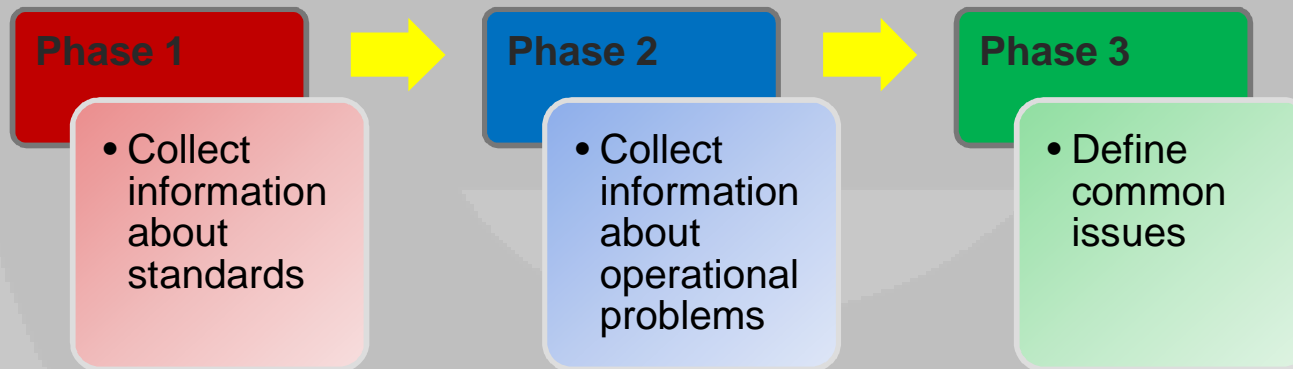 Phase 1
• Collect
information
about
standards
Phase 2
• Collect
information
about
operational
problems
Phase 3
• Define
common
issues